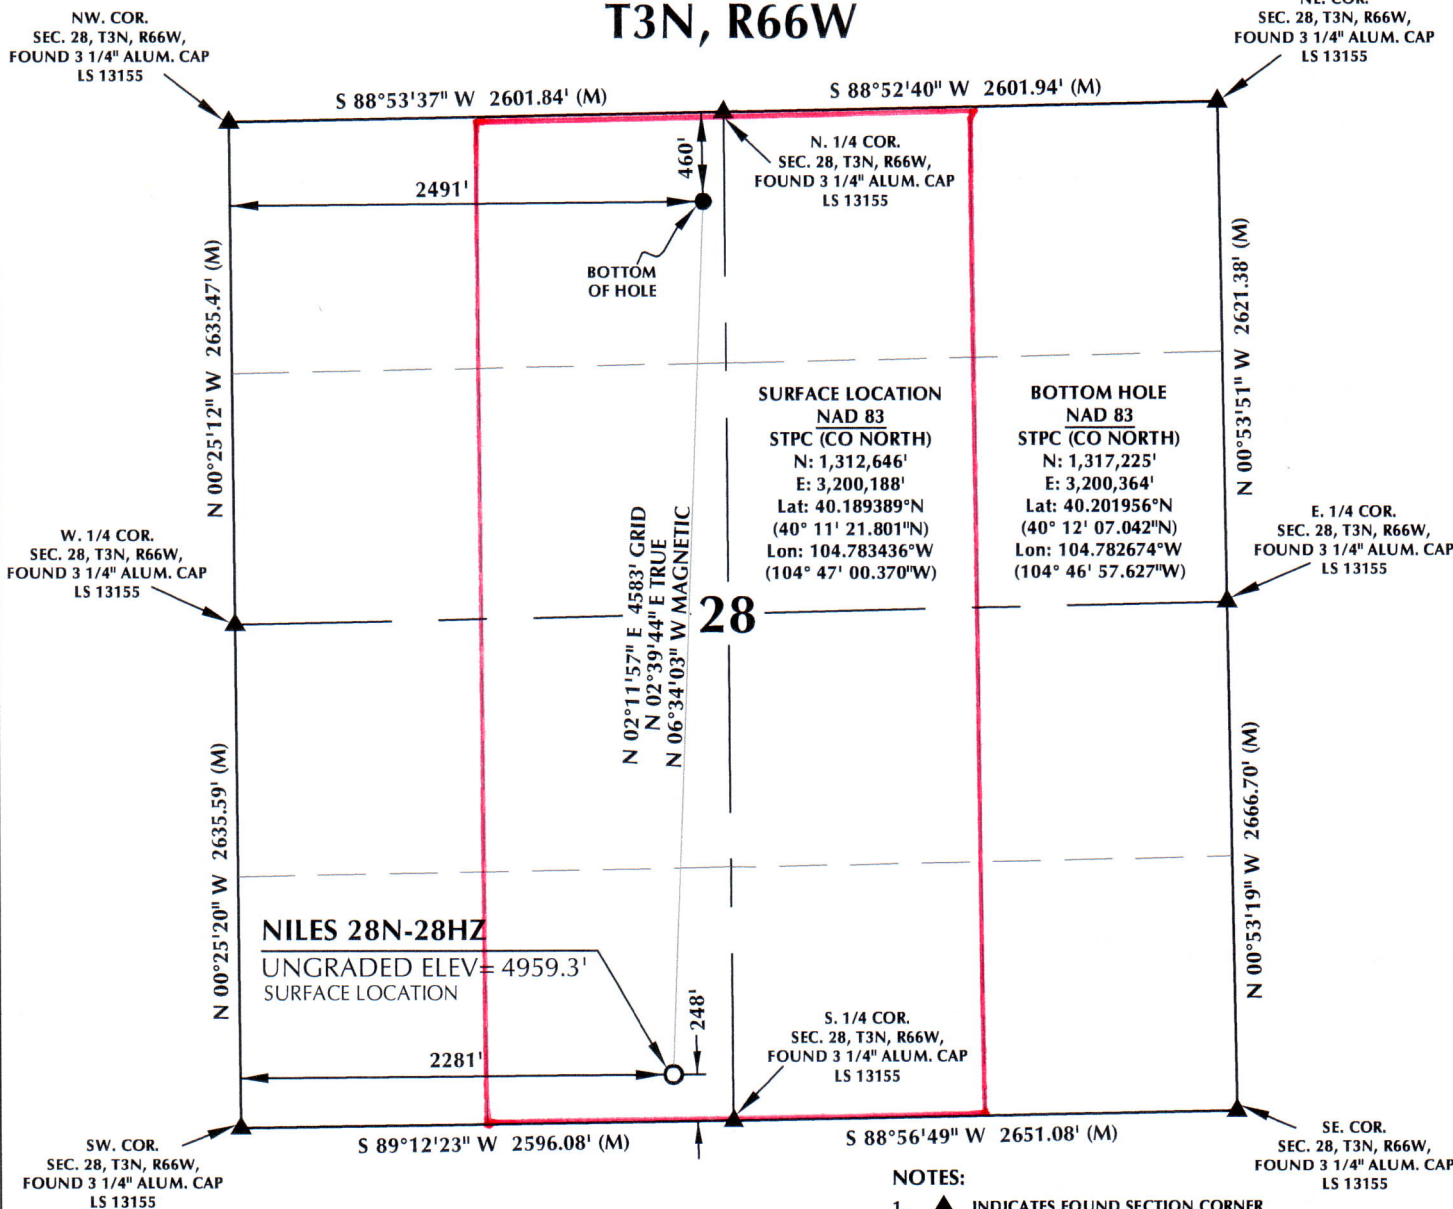 T3N, R66W
NW. COR.
SEC. 28, T3N, R66W,
FOUND 3 1/4" ALUM. CAP
LS 13155
NE. COR.
SEC. 28, T3N, R66W,
FOUND 3 1/4" ALUM. CAP
LS 13155
S 88°53'37" W 2601.84' (M)
S 88°52'40" W 2601.94' (M)
460'
N. 1/4 COR.
SEC. 28, T3N, R66W,
FOUND 3 1/4" ALUM. CAP
LS 13155
2491'
BOTTOM
OF HOLE
N 00°25'12" W 2635.47' (M)
N 00°53'51" W 2621.38' (M)
SURFACE LOCATION
NAD 83
STPC (CO NORTH)
N: 1,312,646'
E: 3,200,188'
Lat: 40.189389°N
(40° 11' 21.801"N)
Lon: 104.783436°W
(104° 47' 00.370"W)
BOTTOM HOLE
NAD 83
STPC (CO NORTH)
N: 1,317,225'
E: 3,200,364'
Lat: 40.201956°N
(40° 12' 07.042"N)
Lon: 104.782674°W
(104° 46' 57.627"W)
W. 1/4 COR.
SEC. 28, T3N, R66W,
FOUND 3 1/4" ALUM. CAP
LS 13155
E. 1/4 COR.
SEC. 28, T3N, R66W,
FOUND 3 1/4" ALUM. CAP
LS 13155
N 02°11'57" E 4583' GRID
N 02°39'44" E TRUE
N 06°34'03" W MAGNETIC
28
N 00°25'20" W 2635.59' (M)
N 00°53'19" W 2666.70' (M)
NILES 28N-28HZ
UNGRADED ELEV= 4959.3'
SURFACE LOCATION
248'
2281'
S. 1/4 COR.
SEC. 28, T3N, R66W,
FOUND 3 1/4" ALUM. CAP
LS 13155
SW. COR.
SEC. 28, T3N, R66W,
FOUND 3 1/4" ALUM. CAP
LS 13155
S 89°12'23" W 2596.08' (M)
S 88°56'49" W 2651.08' (M)
SE. COR.
SEC. 28, T3N, R66W,
FOUND 3 1/4" ALUM. CAP
LS 13155
NOTES:
1. ▲ INDICATES FOUND SECTION CORNER